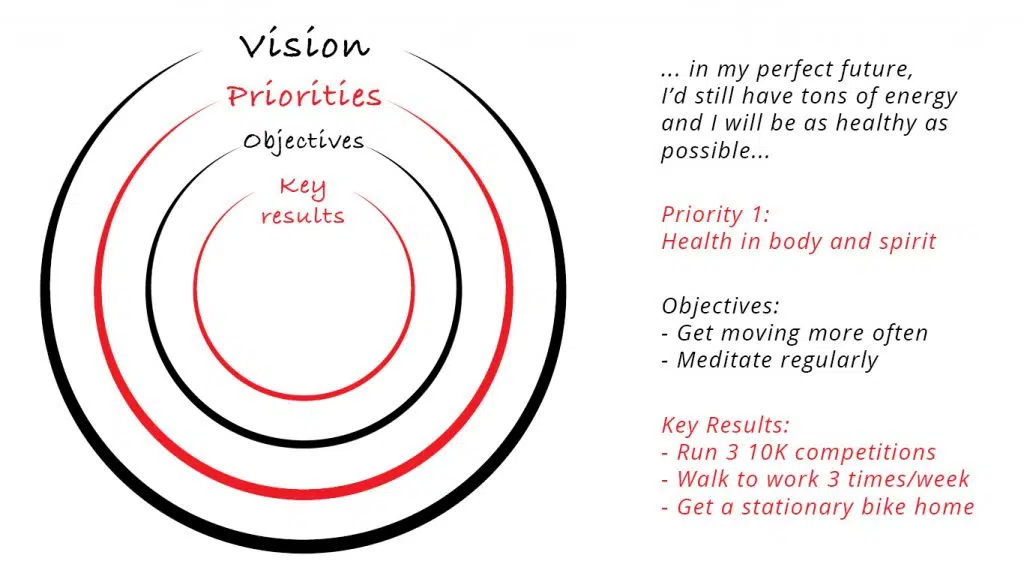 Vision
Priorities
Objectives
Key
results
... in my perfect future,
I’d still have tons of energy
and I will be as healthy as
possible...
Priority 1:
Health in body and spirit
Objectives:
- Get moving more often
- Meditate regularly
Key Results:
- Run 3 10K competitions
- Walk to work 3 times/week
- Get a stationary bike home